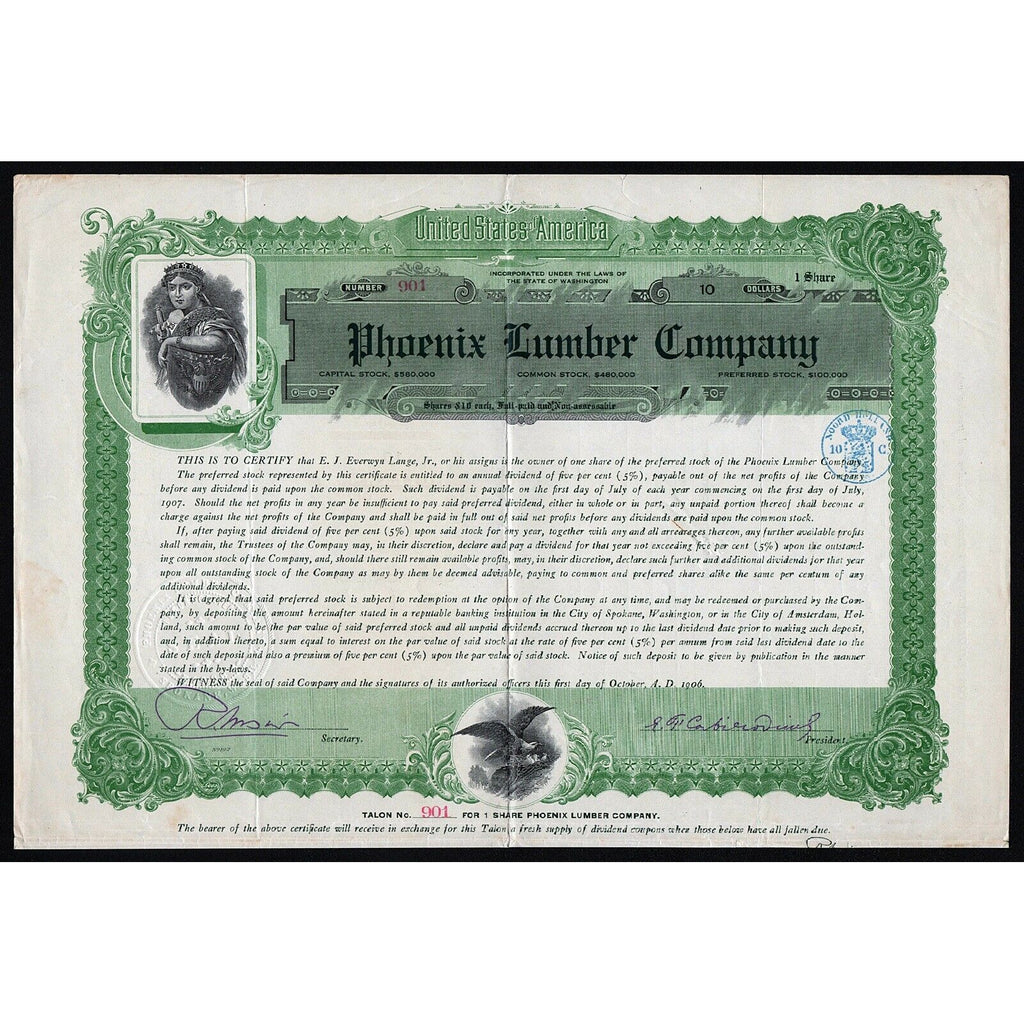 United States of America
INCORPORATED UNDER THE LAWS OF
THE STATE OF WASHINGTON
1 Share
NUMBER 901
10 DOLLARS
Phoenix Lumber Company
CAPITAL STOCK, $580,000 COMMON STOCK, $480,000 PREFERRED STOCK, $100,000
Shares $10 each, Full-paid and Non-assessable
NOORD HOLLAND
10 C
THIS IS TO CERTIFY that E. J. Everwyn Lange, Jr., or his assigns is the owner of one share of the preferred stock of the Phoenix Lumber Company.
The preferred stock represented by this certificate is entitled to an annual dividend of five per cent (5%), payable out of the net profits of the Company
before any dividend is paid upon the common stock. Such dividend is payable on the first day of July of each year commencing on the first day of July,
1907. Should the net profits in any year be insufficient to pay said preferred dividend, either in whole or in part, any unpaid portion thereof shall become a
charge against the net profits of the Company and shall be paid in full out of said net profits before any dividends are paid upon the common stock.
If, after paying said dividend of five per cent (5%) upon said stock for any year, together with any and all arrearages thereon, any further available profits
shall remain, the Trustees of the Company may, in their discretion, declare and pay a dividend for that year not exceeding five per cent (5%) upon the outstand-
ing common stock of the Company, and, should there still remain available profits, may, in their discretion, declare such further and additional dividends for that year
upon all outstanding stock of the Company as may by them be deemed advisable, paying to common and preferred shares alike the same per centum of any
additional dividends.
It is agreed that said preferred stock is subject to redemption at the option of the Company at any time, and may be redeemed or purchased by the Com-
pany, by depositing the amount hereinafter stated in a reputable banking institution in the City of Spokane, Washington, or in the City of Amsterdam, Hol-
land, such amount to be the par value of said preferred stock and all unpaid dividends accrued thereon up to the last dividend date prior to making such deposit,
and, in addition thereto, a sum equal to interest on the par value of said stock at the rate of five per cent (5%) per annum from said last dividend date to the
date of such deposit and also a premium of five per cent (5%) upon the par value of said stock. Notice of such deposit to be given by publication in the manner
stated in the by-laws.
WITNESS the seal of said Company and the signatures of its authorized officers this first day of October, A. D. 1906.
Secretary.
President
TALON No. 901 FOR 1 SHARE PHOENIX LUMBER COMPANY.
The bearer of the above certificate will receive in exchange for this Talon a fresh supply of dividend coupons when those below have all fallen due.